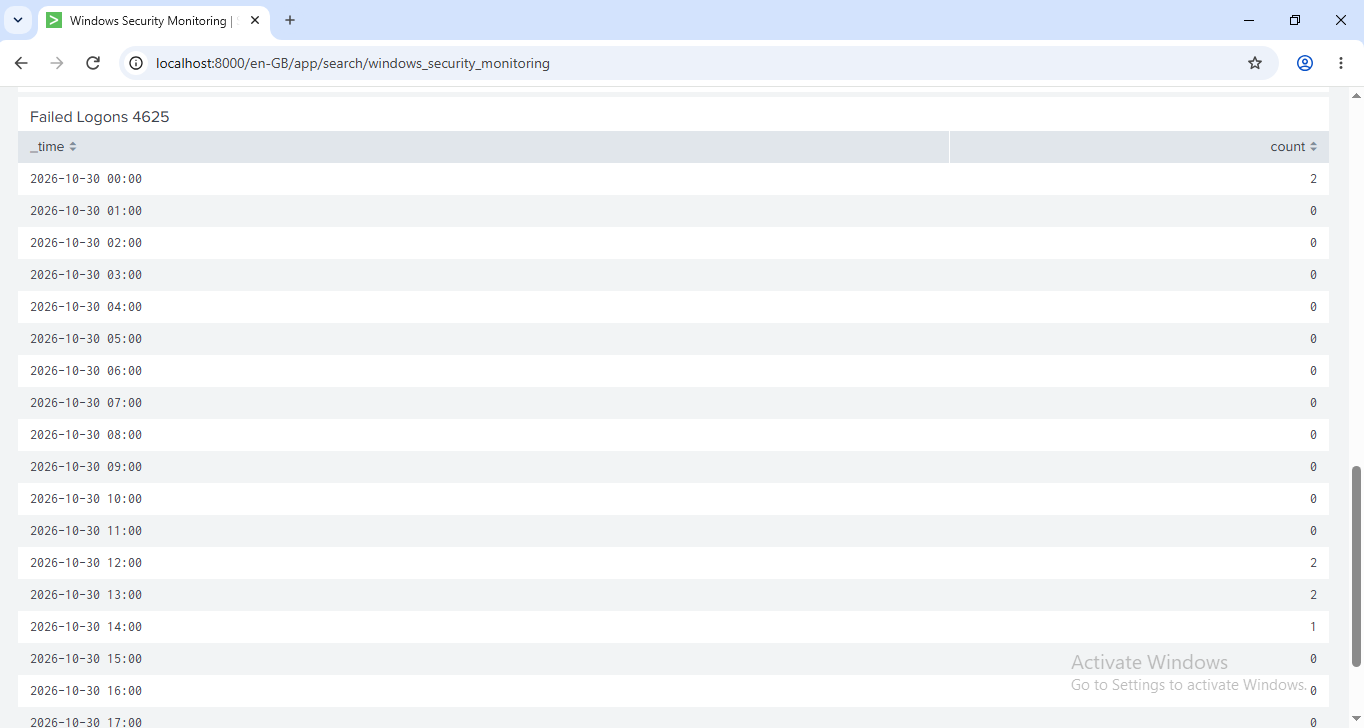 Windows Security Monitoring |
localhost:8000/en-GB/app/search/windows_security_monitoring
Failed Logons 4625
_time count
2026-10-30 00:00 2
2026-10-30 01:00 0
2026-10-30 02:00 0
2026-10-30 03:00 0
2026-10-30 04:00 0
2026-10-30 05:00 0
2026-10-30 06:00 0
2026-10-30 07:00 0
2026-10-30 08:00 0
2026-10-30 09:00 0
2026-10-30 10:00 0
2026-10-30 11:00 0
2026-10-30 12:00 2
2026-10-30 13:00 2
2026-10-30 14:00 1
2026-10-30 15:00 0
2026-10-30 16:00 0
2026-10-30 17:00 0
Activate Windows
Go to Settings to activate Windows.